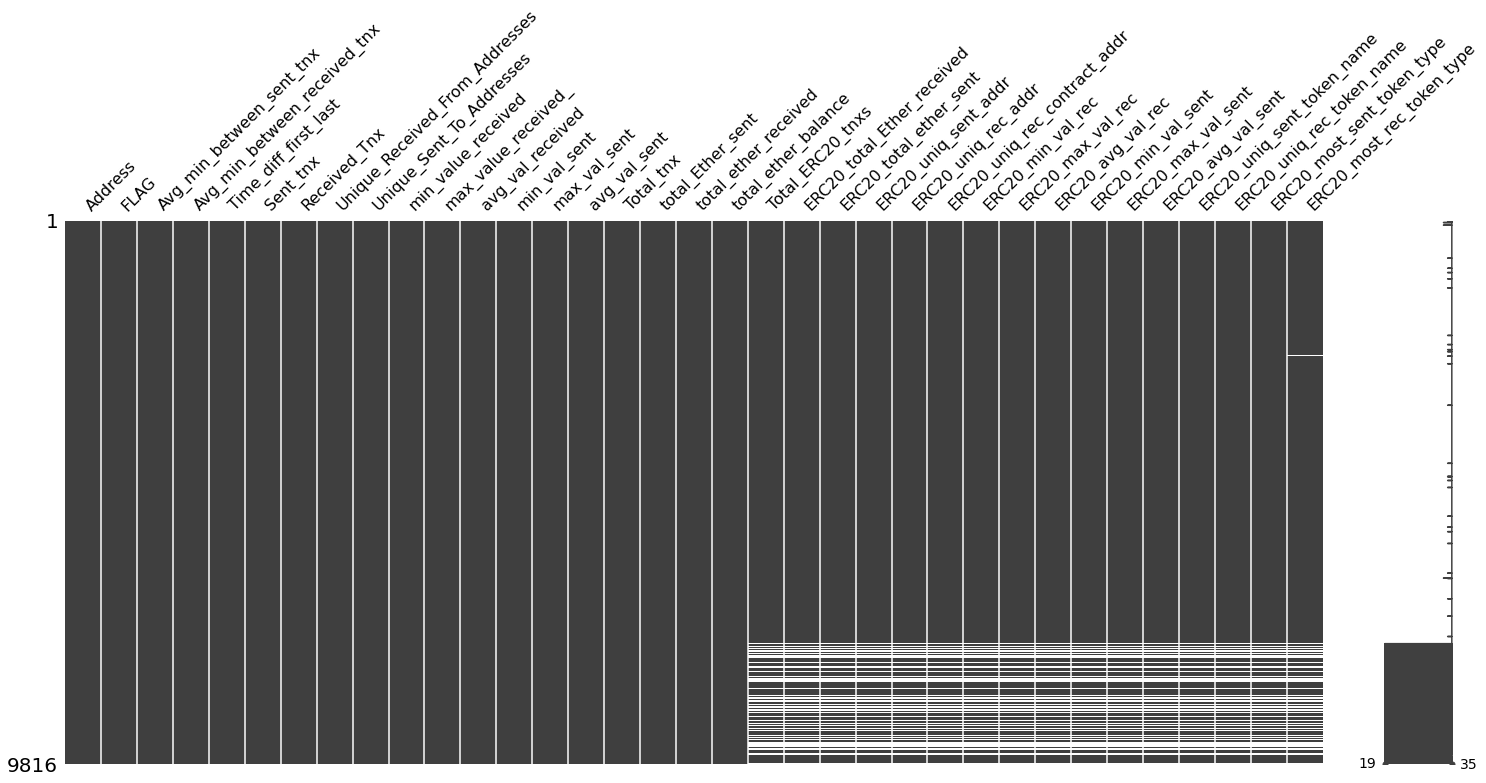 Address
FLAG
Avg_min_between_sent_tnx
Avg_min_between_received_tnx
Time_diff_first_last
Sent_tnx
Received_Tnx
Unique_Received_From_Addresses
Unique_Sent_To_Addresses
min_value_received
max_value_received_
avg_val_received
min_val_sent
max_val_sent
avg_val_sent
Total_tnx
total_Ether_sent
total_ether_received
total_ether_balance
Total_ERC20_tnxs
ERC20_total_Ether_received
ERC20_total_ether_sent
ERC20_uniq_sent_addr
ERC20_uniq_rec_addr
ERC20_uniq_rec_contract_addr
ERC20_min_val_rec
ERC20_max_val_rec
ERC20_avg_val_rec
ERC20_min_val_sent
ERC20_max_val_sent
ERC20_avg_val_sent
ERC20_uniq_sent_token_name
ERC20_uniq_rec_token_name
ERC20_most_sent_token_type
ERC20_most_rec_token_type
1
9816
19
35